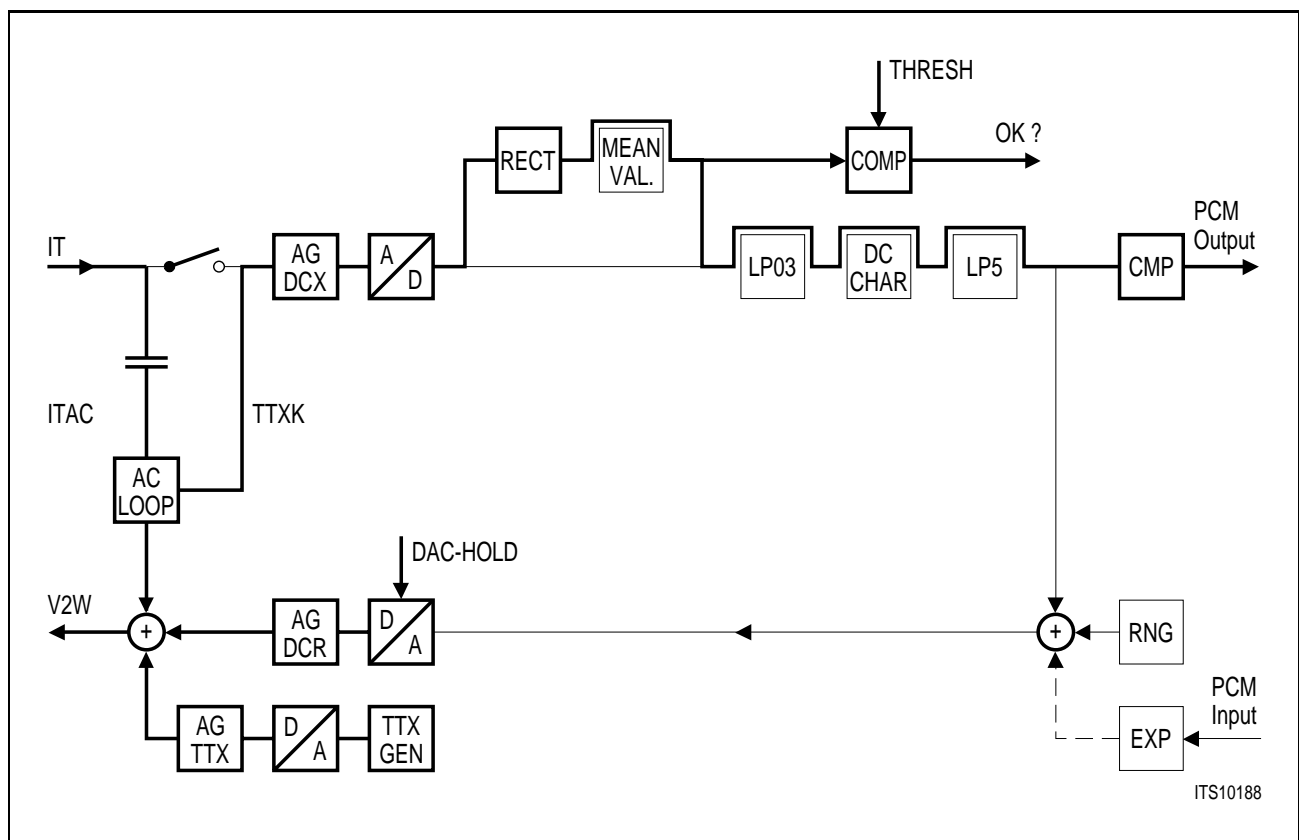 THRESH
OK ?
RECT
MEAN
VAL.
COMP
PCM
Output
IT
AG
DCX
A
D
LP03
DC
CHAR
LP5
CMP
ITAC
TTXK
AC
LOOP
DAC-HOLD
V2W
+
AG
DCR
D
A
+
RNG
PCM
Input
AG
TTX
D
A
TTX
GEN
EXP
ITS10188